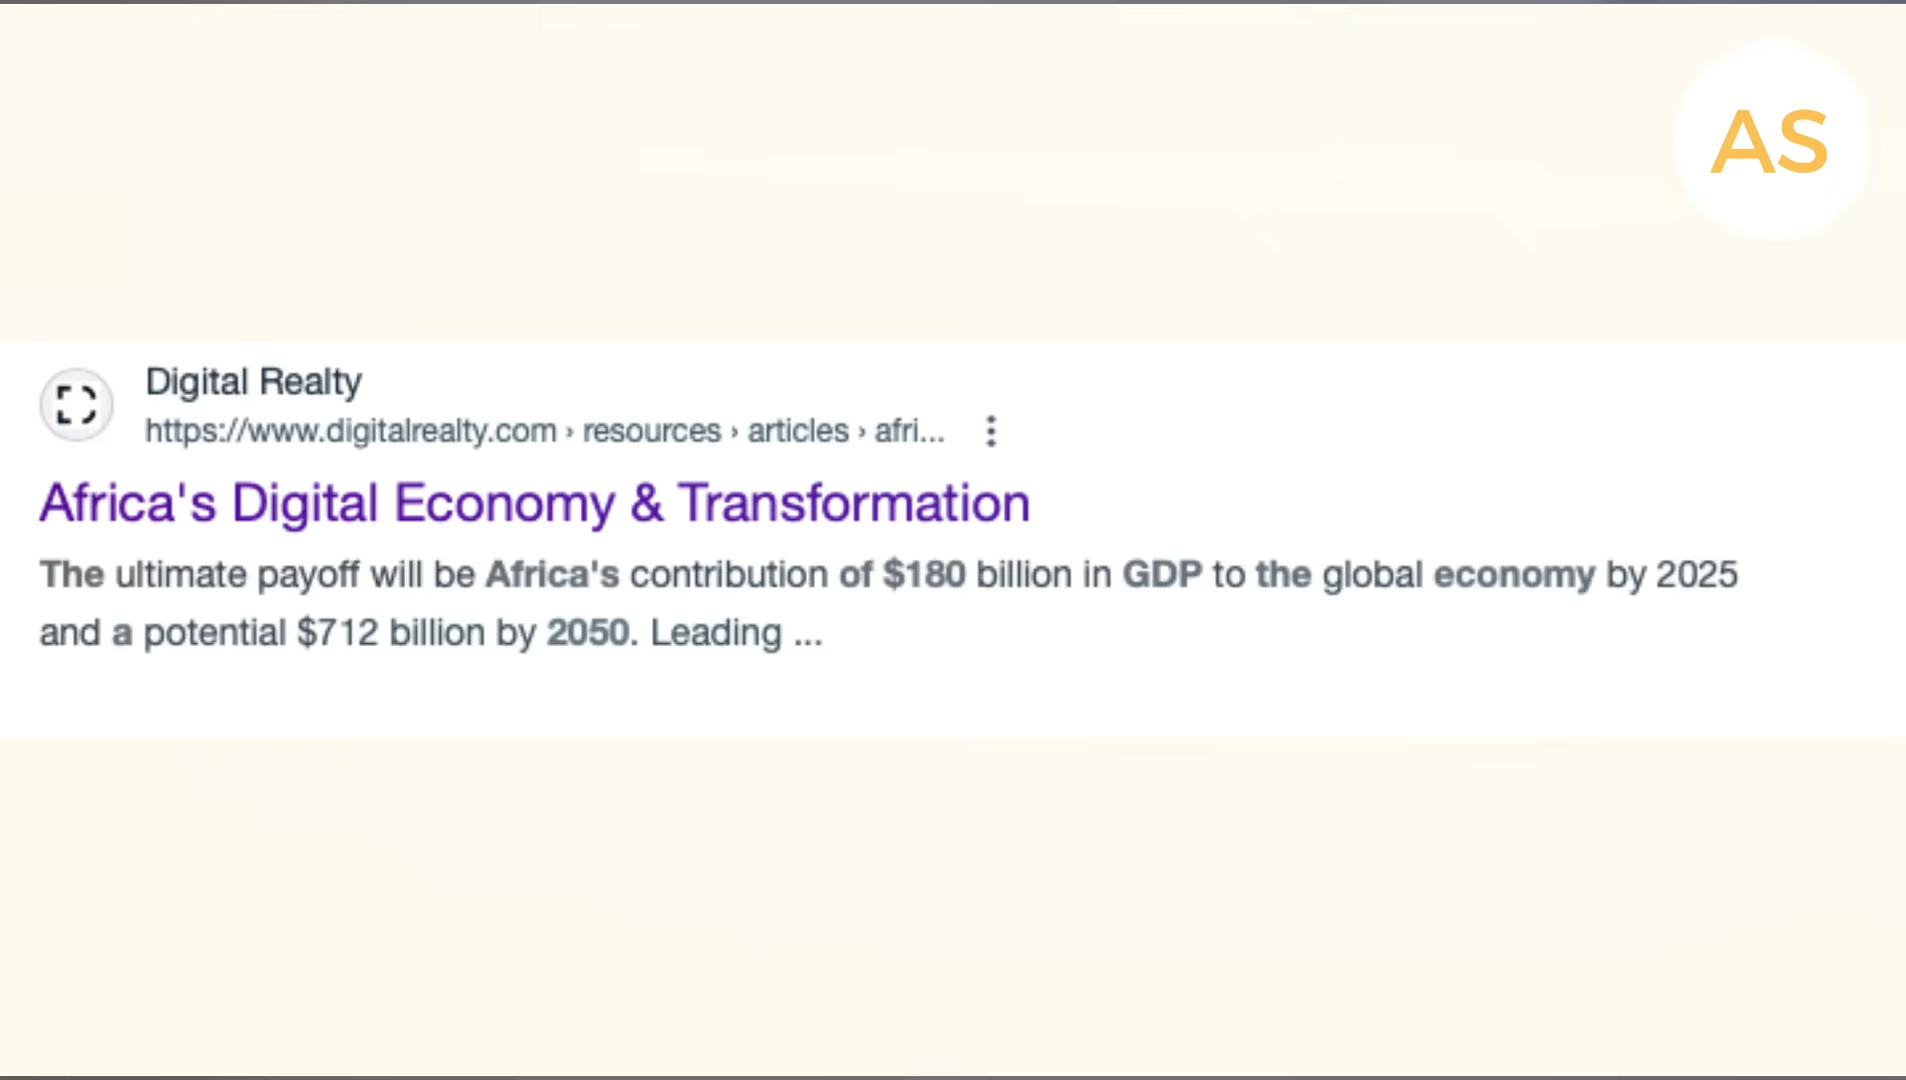 AS
Digital Realty
https://www.digitalrealty.com › resources › articles › afri...
Africa's Digital Economy & Transformation
The ultimate payoff will be Africa's contribution of $180 billion in GDP to the global economy by 2025
and a potential $712 billion by 2050. Leading ...